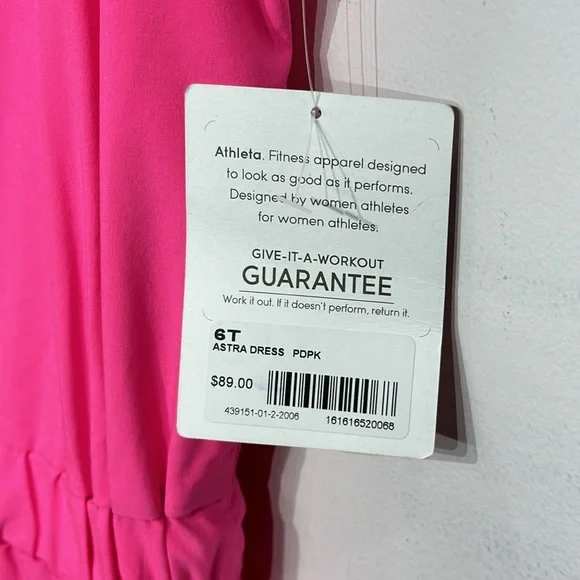 Athleta. Fitness apparel designed
to look as good as it performs.
Designed by women athletes
for women athletes.
GIVE-IT-A-WORKOUT
GUARANTEE
Work it out. If it doesn't perform, return it.
6T
ASTRA DRESS PDPK
$89.00
439151-01-2-2006 161616520068